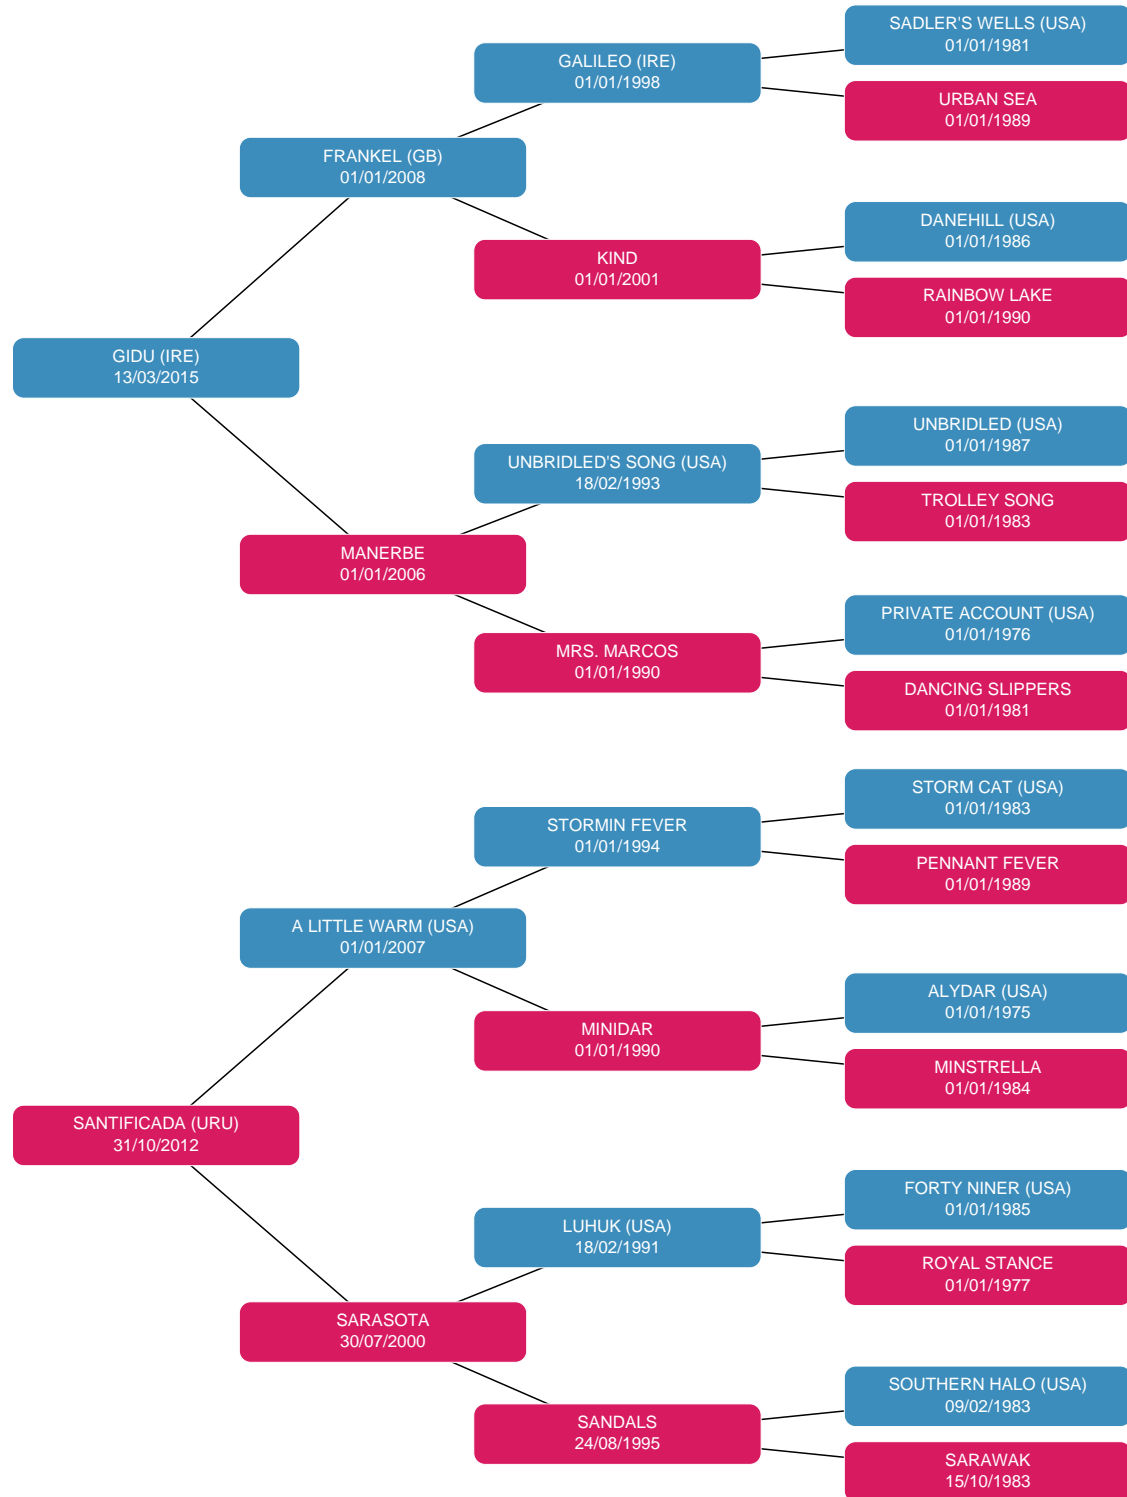 SADLER'S WELLS (USA)
01/01/1981
GALILEO (IRE)
01/01/1998
URBAN SEA
01/01/1989
FRANKEL (GB)
01/01/2008
DANEHILL (USA)
01/01/1986
KIND
01/01/2001
RAINBOW LAKE
01/01/1990
GIDU (IRE)
13/03/2015
UNBRIDLED (USA)
01/01/1987
UNBRIDLED'S SONG (USA)
18/02/1993
TROLLEY SONG
01/01/1983
MANERBE
01/01/2006
PRIVATE ACCOUNT (USA)
01/01/1976
MRS. MARCOS
01/01/1990
DANCING SLIPPERS
01/01/1981
STORM CAT (USA)
01/01/1983
STORMIN FEVER
01/01/1994
PENNANT FEVER
01/01/1989
A LITTLE WARM (USA)
01/01/2007
ALYDAR (USA)
01/01/1975
MINIDAR
01/01/1990
MINSTRELLA
01/01/1984
SANTIFICADA (URU)
31/10/2012
FORTY NINER (USA)
01/01/1985
LUHUK (USA)
18/02/1991
ROYAL STANCE
01/01/1977
SARASOTA
30/07/2000
SOUTHERN HALO (USA)
09/02/1983
SANDALS
24/08/1995
SARAWAK
15/10/1983